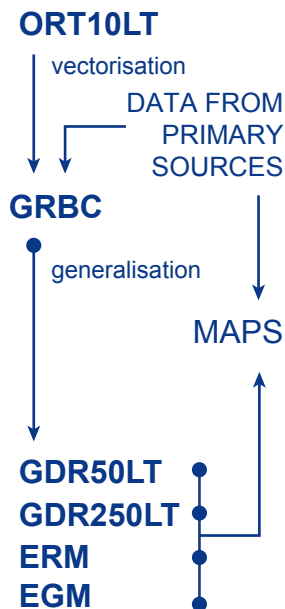 ORT10LT
vectorisation
DATA FROM
PRIMARY
SOURCES
GRBC
generalisation
MAPS
GDR50LT
GDR250LT
ERM
EGM